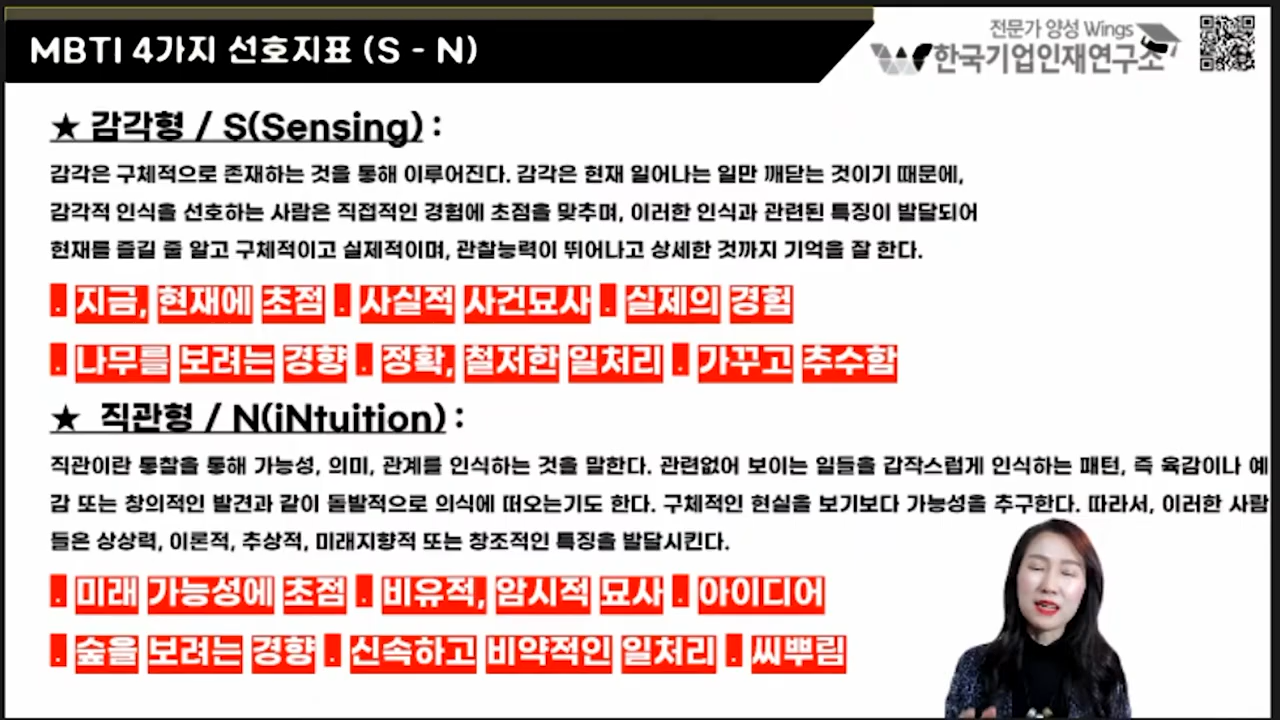 MBTI 4가지 선호지표 (S - N)
전문가 양성 Wings
한국기업인재연구소
★ 감각형 / S(Sensing) :
감각은 구체적으로 존재하는 것을 통해 이루어진다. 감각은 현재 일어나는 일만 깨닫는 것이기 때문에,
감각적 인식을 선호하는 사람은 직접적인 경험에 초점을 맞추며, 이러한 인식과 관련된 특징이 발달되어
현재를 즐길 줄 알고 구체적이고 실제적이며, 관찰능력이 뛰어나고 상세한 것까지 기억을 잘 한다.
. 지금, 현재에 초점 . 사실적 사건묘사 . 실제의 경험
. 나무를 보려는 경향 . 정확, 철저한 일처리 . 가꾸고 추수함
★ 직관형 / N(iNtuition) :
직관이란 통찰을 통해 가능성, 의미, 관계를 인식하는 것을 말한다. 관련없어 보이는 일들을 갑작스럽게 인식하는 패턴, 즉 육감이나 예
감 또는 창의적인 발견과 같이 돌발적으로 의식에 떠오는기도 한다. 구체적인 현실을 보기보다 가능성을 추구한다. 따라서, 이러한 사람
들은 상상력, 이론적, 추상적, 미래지향적 또는 창조적인 특징을 발달시킨다.
. 미래 가능성에 초점 . 비유적, 암시적 묘사 . 아이디어
. 숲을 보려는 경향 . 신속하고 비약적인 일처리 . 씨뿌림